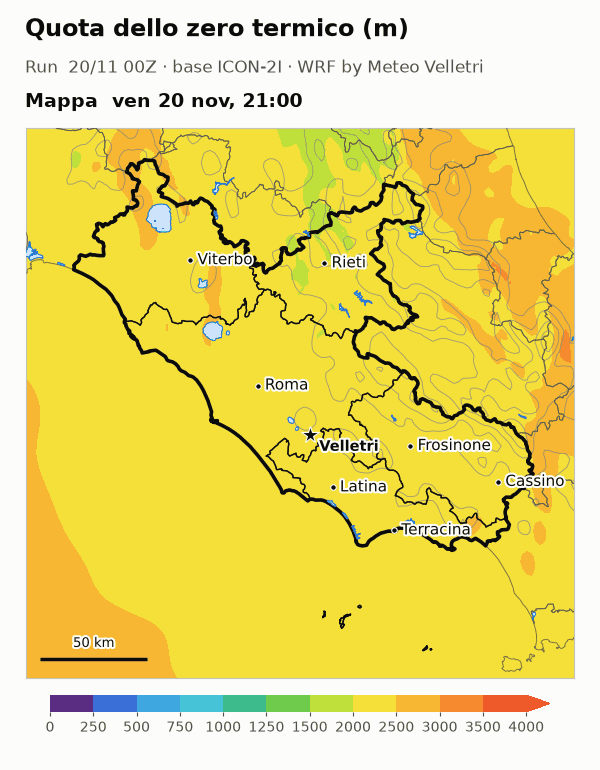 Quota dello zero termico (m)
Run 20/11 00Z · base ICON-2I · WRF by Meteo Velletri
Mappa ven 20 nov, 21:00
Viterbo
Rieti
Roma
Velletri
Frosinone
Latina
Cassino
Terracina
50 km
0 250 500 750 1000 1250 1500 2000 2500 3000 3500 4000